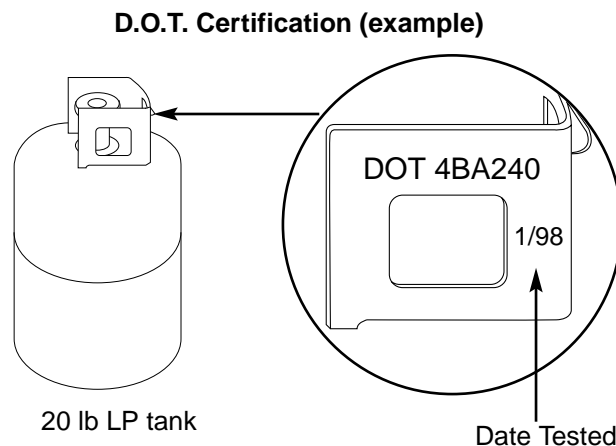 D.O.T. Certification (example)
DOT 4BA240
1/98
20 lb LP tank
Date Tested